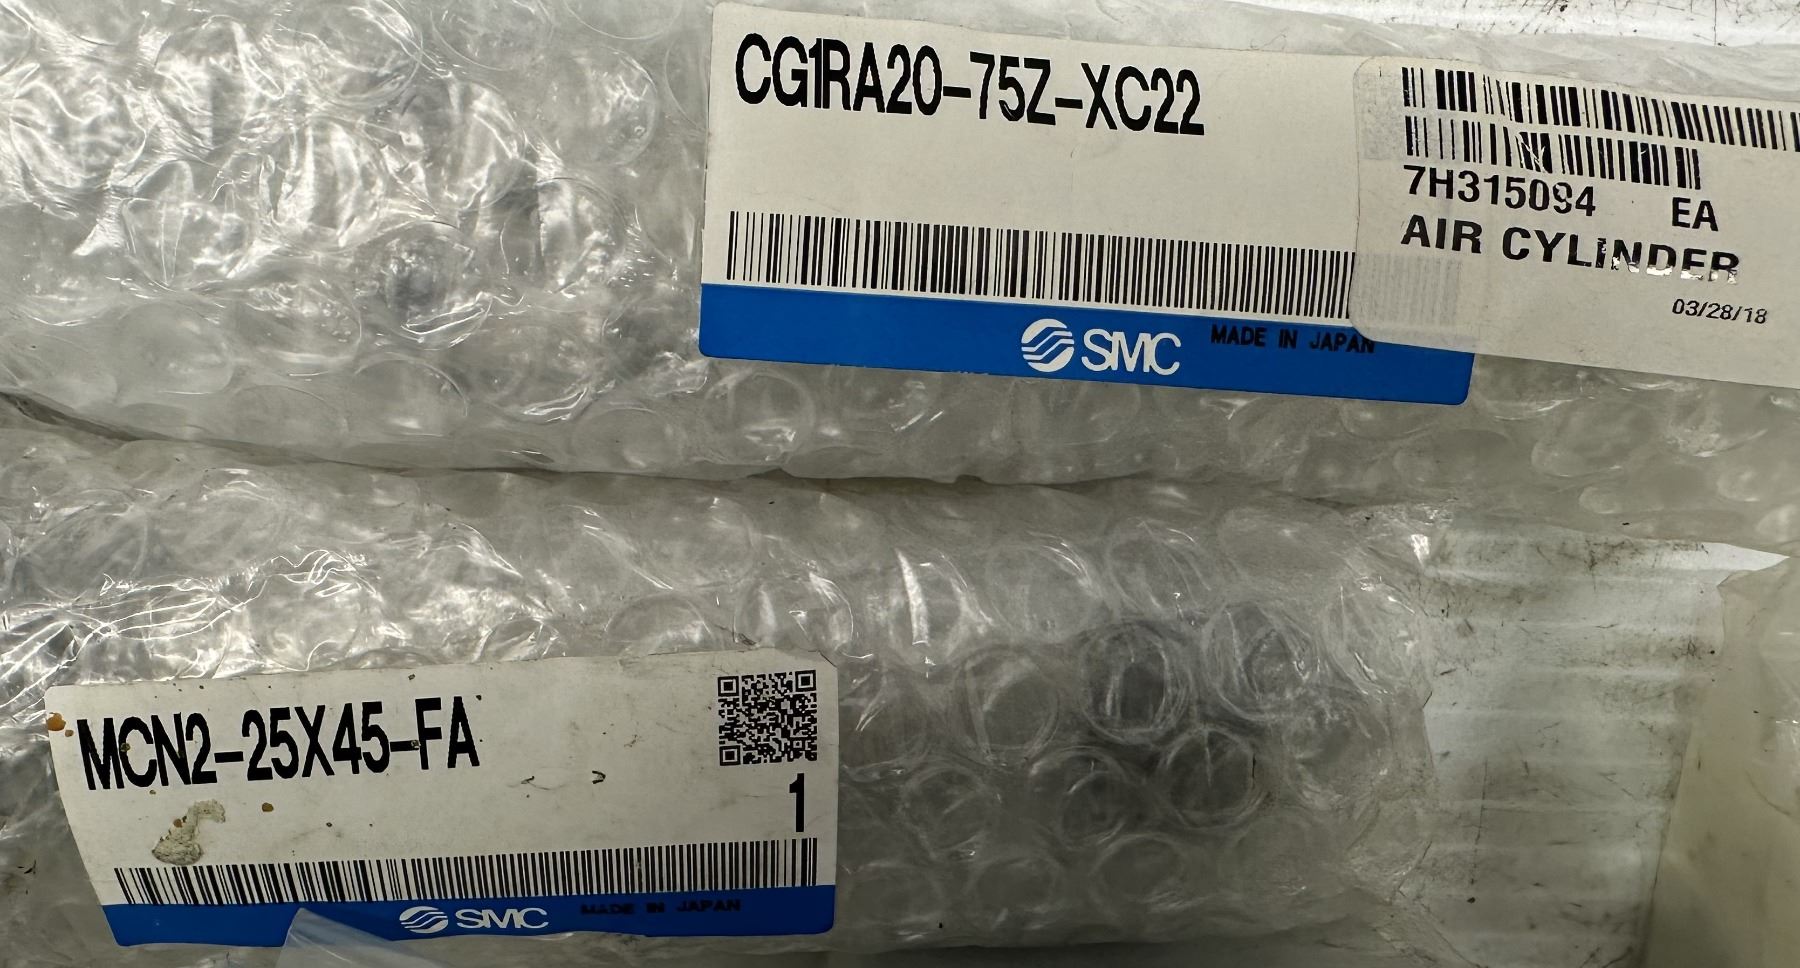 CG1RA20-75Z-XC22
7H315094 EA
AIR CYLINDER
03/28/18
SMC MADE IN JAPAN
MCN2-25X45-FA
1
SMC MADE IN JAPAN